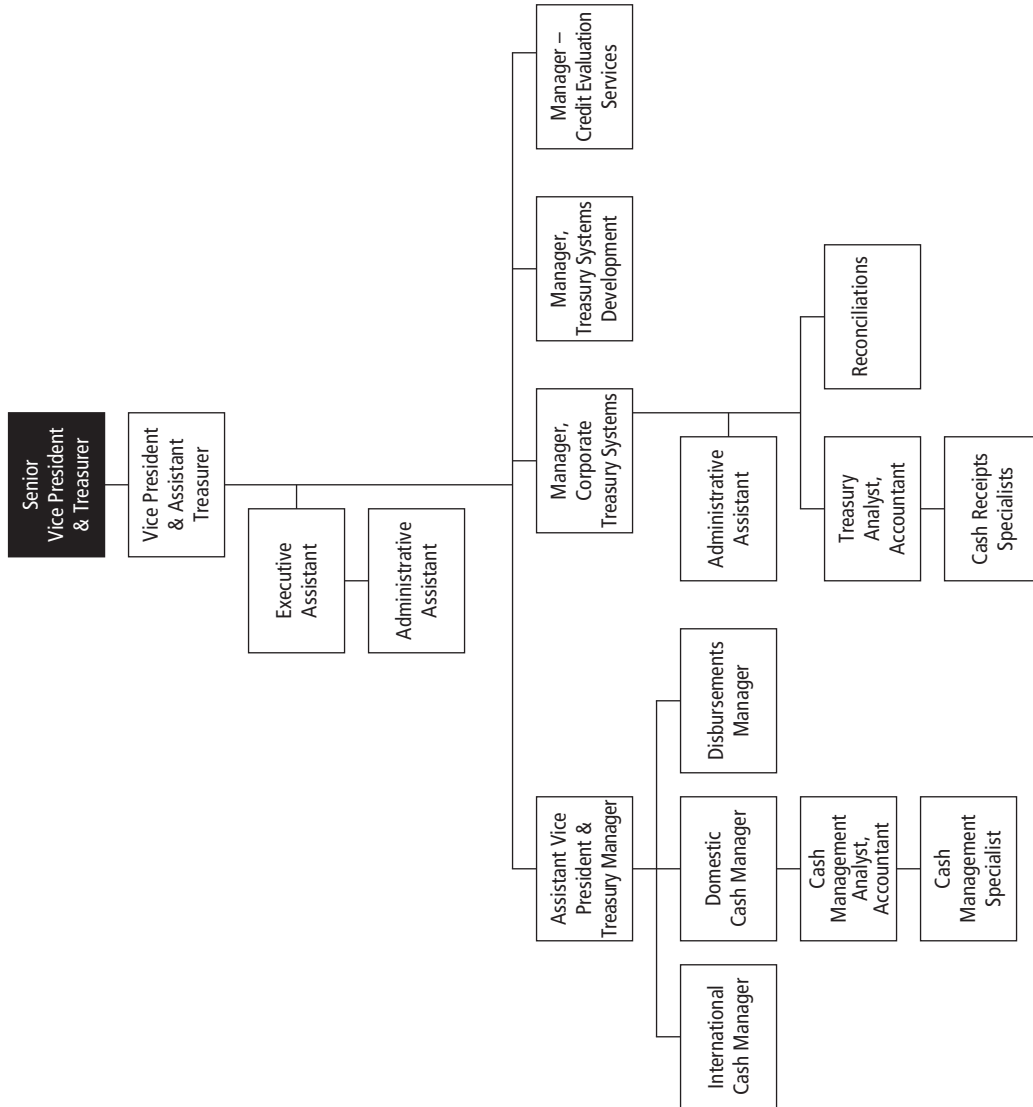 Senior
Vice President
& Treasurer
Vice President
& Assistant
Treasurer
Executive
Assistant
Administrative
Assistant
Assistant Vice
President &
Treasury Manager
Manager,
Corporate
Treasury Systems
Manager,
Treasury Systems
Development
Manager –
Credit Evaluation
Services
International
Cash Manager
Domestic
Cash Manager
Disbursements
Manager
Administrative
Assistant
Cash
Management
Analyst,
Accountant
Treasury
Analyst,
Accountant
Reconciliations
Cash
Management
Specialist
Cash Receipts
Specialists